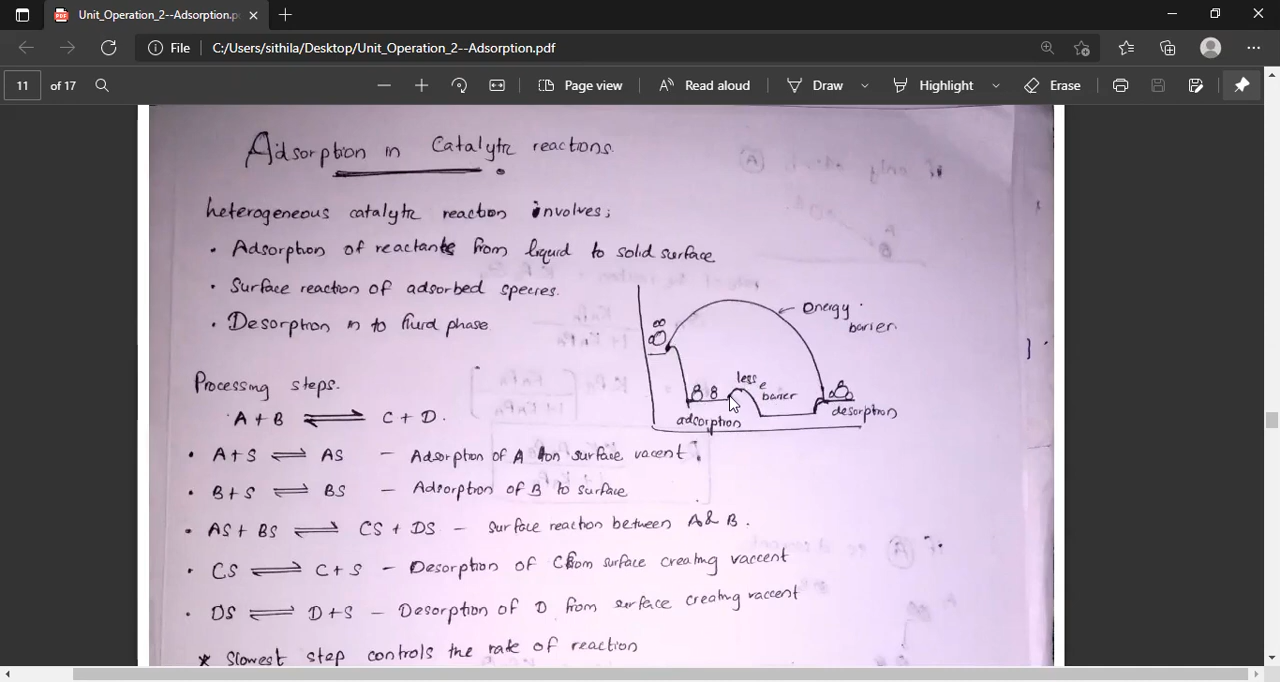 Unit_Operation_2--Adsorption.p
File C:/Users/sithila/Desktop/Unit_Operation_2--Adsorption.pdf
11 of 17 Page view Read aloud Draw Highlight Erase
Adsorption in Catalytc reactions.
heterogeneous catalytc reaction involves;
• Adsorption of reactants from liquid to solid surface
• Surface reaction of adsorbed species.
• Desorption in to fluid phase
energy
barier.
less
e
barier
adsorption
desorption
Processing steps.
A + B ⇌ C + D.
• A + S ⇌ AS – Adsorption of A on surface vacent
• B + S ⇌ BS – Adsorption of B to surface
• AS + BS ⇌ CS + DS – surface reaction between A & B.
• CS ⇌ C + S – Desorption of C from surface creating vaccent
• DS ⇌ D + S – Desorption of D from surface creating vaccent
* Slowest step controls the rate of reaction